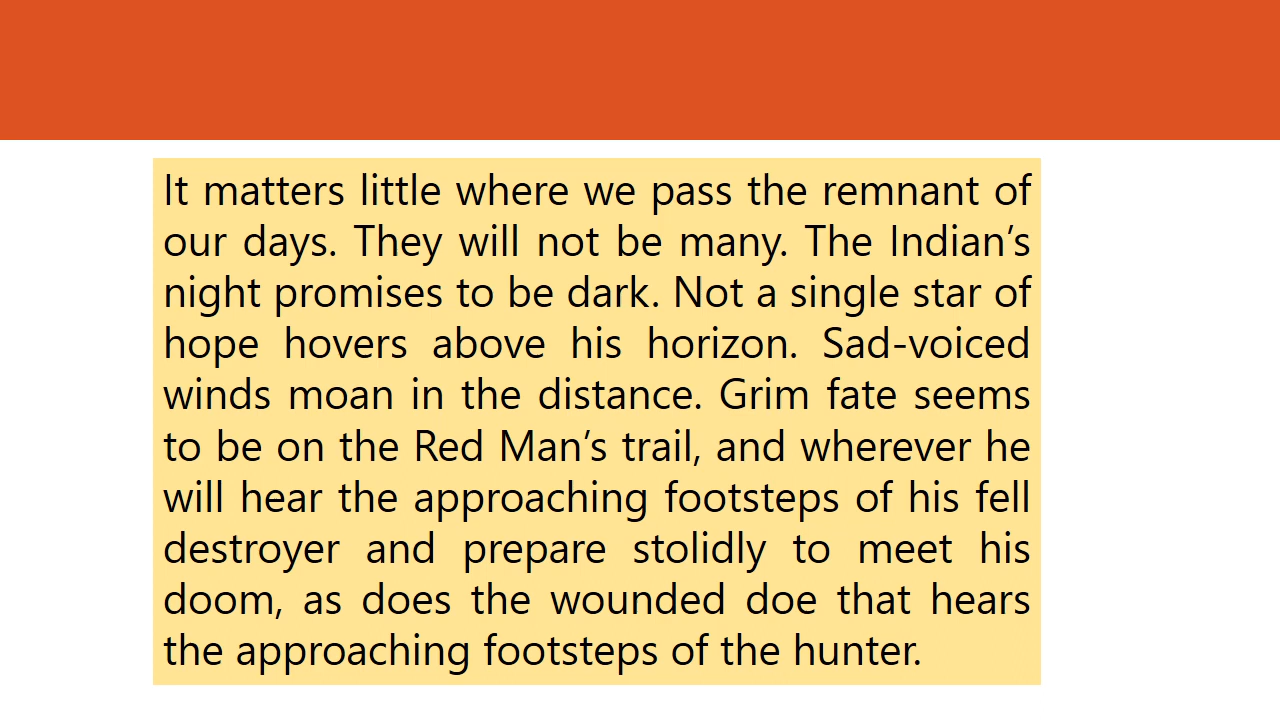 It matters little where we pass the remnant of
our days. They will not be many. The Indian’s
night promises to be dark. Not a single star of
hope hovers above his horizon. Sad-voiced
winds moan in the distance. Grim fate seems
to be on the Red Man’s trail, and wherever he
will hear the approaching footsteps of his fell
destroyer and prepare stolidly to meet his
doom, as does the wounded doe that hears
the approaching footsteps of the hunter.